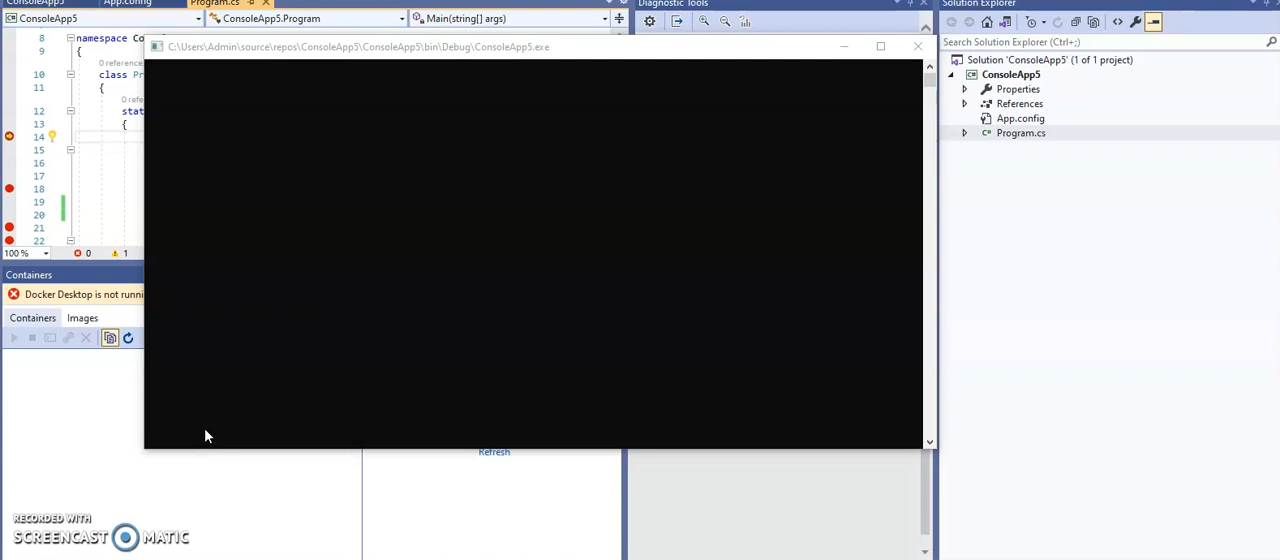 ConsoleApp5
App.config
Program.cs
Diagnostic Tools
Solution Explorer
ConsoleApp5
ConsoleApp5.Program
Main(string[] args)
Search Solution Explorer (Ctrl+;)
8
namespace Co
C:\Users\Admin\source\repos\ConsoleApp5\ConsoleApp5\bin\Debug\ConsoleApp5.exe
9
{
0 reference
10
class Pr
11
{
0 refe
12
stat
13
{
14
15
16
17
18
19
20
21
22
Solution 'ConsoleApp5' (1 of 1 project)
ConsoleApp5
Properties
References
App.config
Program.cs
100 %
0
1
Containers
Docker Desktop is not runni
Containers
Images
Refresh
RECORDED WITH
SCREENCAST MATIC